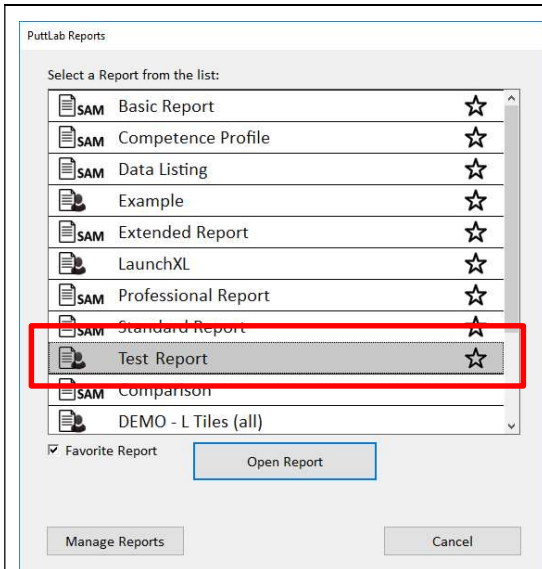 PuttLab Reports
Select a Report from the list:
SAM Basic Report
SAM Competence Profile
SAM Data Listing
Example
SAM Extended Report
LaunchXL
SAM Professional Report
SAM Standard Report
Test Report
SAM Comparison
DEMO - L Tiles (all)
Favorite Report
Open Report
Manage Reports Cancel